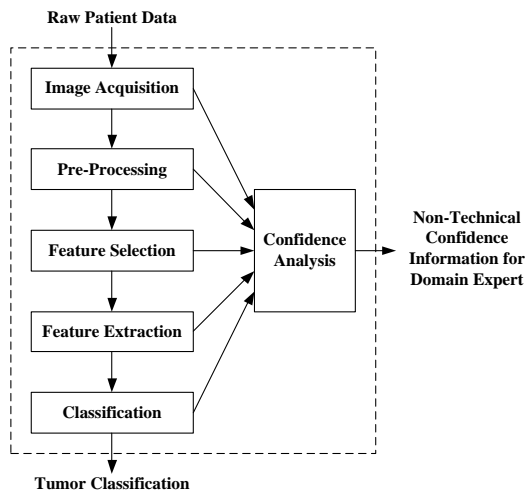 Raw Patient Data
Image Acquisition
Pre-Processing
Feature Selection
Feature Extraction
Classification
Tumor Classification
Confidence
Analysis
Non-Technical
Confidence
Information for
Domain Expert